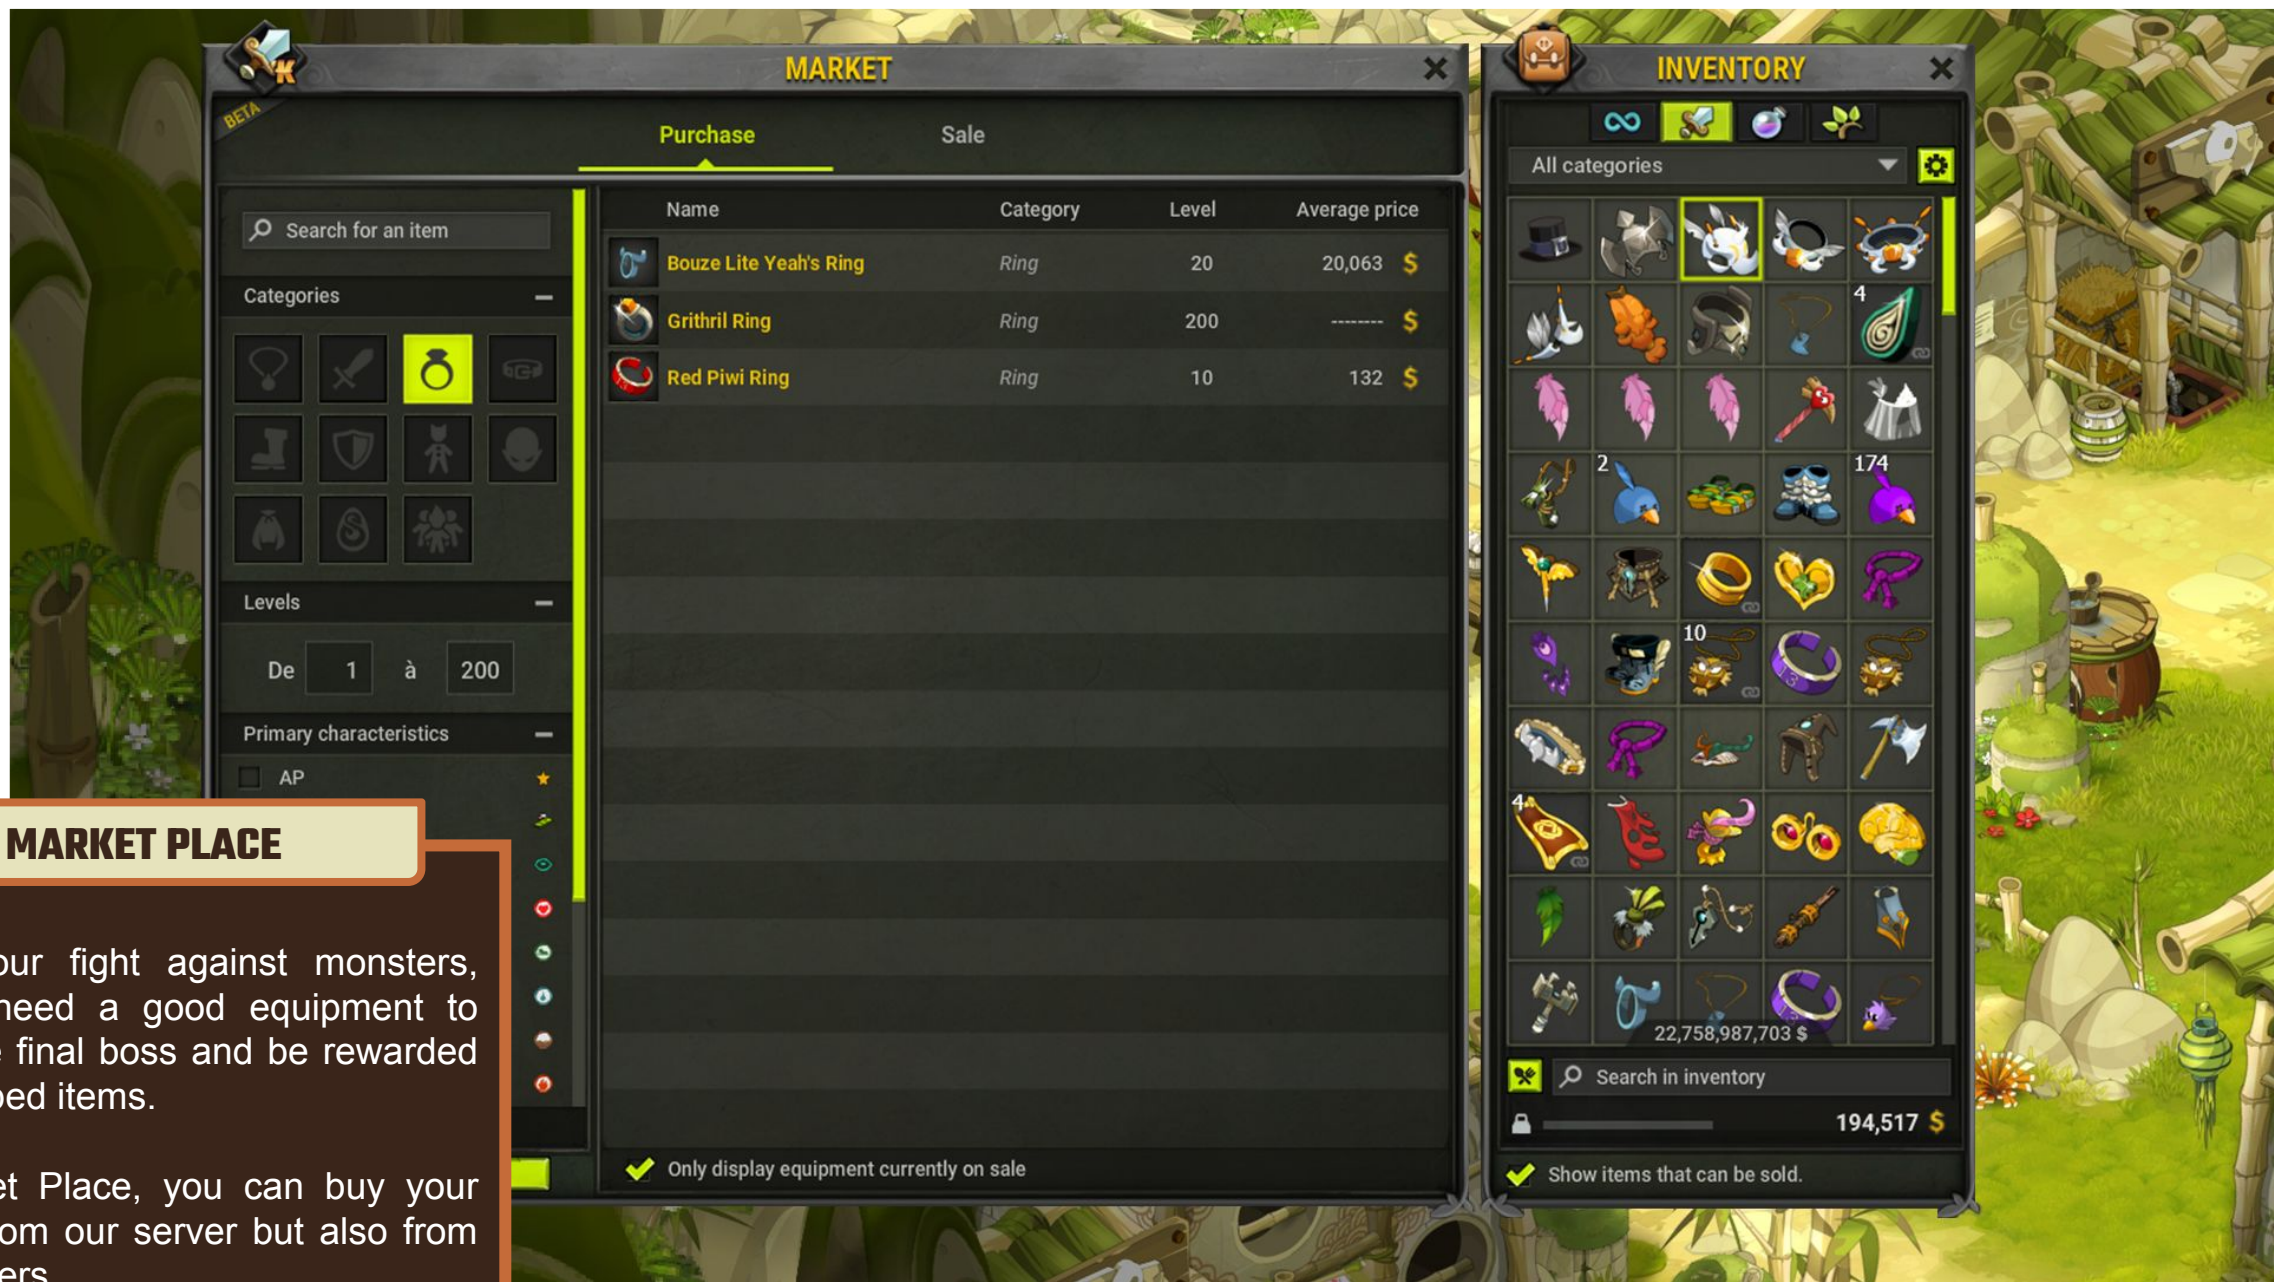 MARKET
INVENTORY
BETA
Purchase
Sale
All categories
Search for an item
Name Category Level Average price
Bouze Lite Yeah's Ring Ring 20 20,063 $
Grithril Ring Ring 200 -------- $
Red Piwi Ring Ring 10 132 $
Categories
Levels
De 1 à 200
Primary characteristics
AP
4
2
174
10
4
13
13
22,758,987,703 $
Search in inventory
194,517 $
Only display equipment currently on sale
Show items that can be sold.
MARKET PLACE
our fight against monsters,
need a good equipment to
final boss and be rewarded
items.
Place, you can buy your
om our server but also from